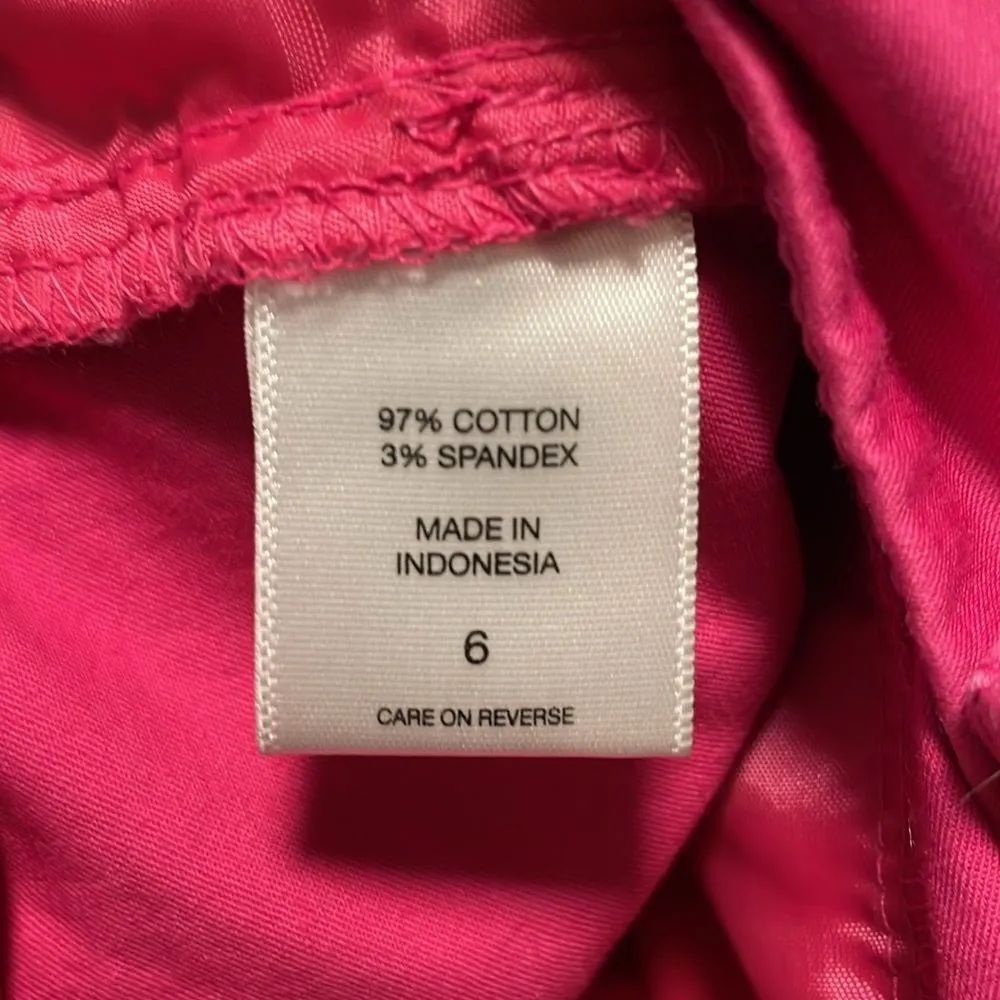 97% COTTON
3% SPANDEX
MADE IN
INDONESIA
6
CARE ON REVERSE